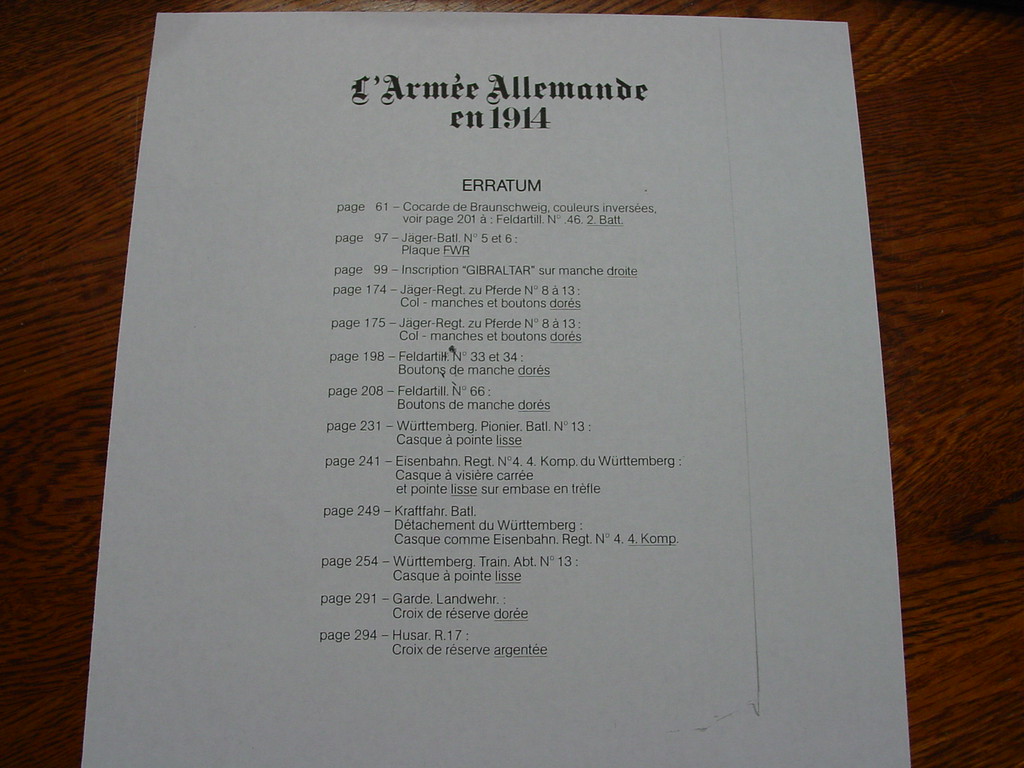 L'Armée Allemande
en 1914
ERRATUM
page 61 – Cocarde de Braunschweig, couleurs inversées,
voir page 201 à : Feldartill. N° .46. 2. Batt.
page 97 – Jäger-Batl. N° 5 et 6 :
Plaque FWR
page 99 – Inscription "GIBRALTAR" sur manche droite
page 174 – Jäger-Regt. zu Pferde N° 8 à 13 :
Col - manches et boutons dorés
page 175 – Jäger-Regt. zu Pferde N° 8 à 13 :
Col - manches et boutons dorés
page 198 – Feldartill. N° 33 et 34 :
Boutons de manche dorés
page 208 – Feldartill. N° 66 :
Boutons de manche dorés
page 231 – Württemberg. Pionier. Batl. N° 13 :
Casque à pointe lisse
page 241 – Eisenbahn. Regt. N°4. 4. Komp. du Württemberg :
Casque à visière carrée
et pointe lisse sur embase en trèfle
page 249 – Kraftfahr. Batl.
Détachement du Württemberg :
Casque comme Eisenbahn. Regt. N° 4. 4. Komp.
page 254 – Württemberg. Train. Abt. N° 13 :
Casque à pointe lisse
page 291 – Garde. Landwehr. :
Croix de réserve dorée
page 294 – Husar. R.17 :
Croix de réserve argentée